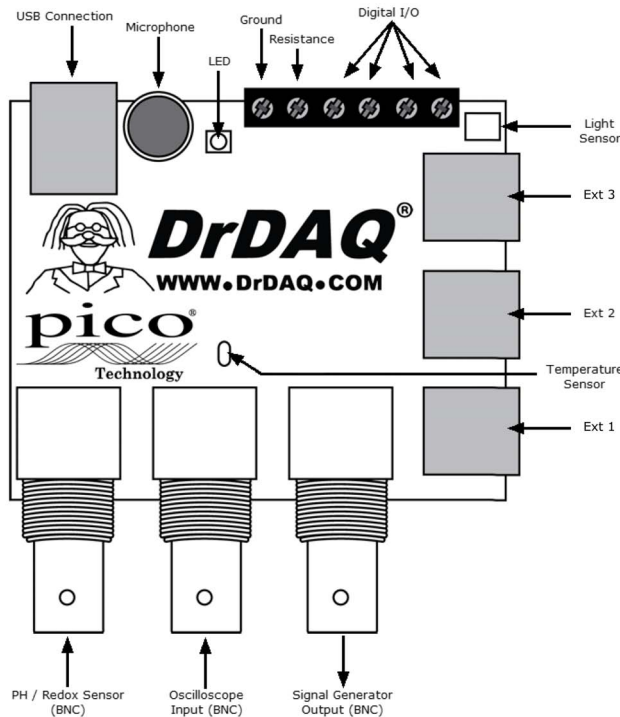 USB Connection
Microphone
LED
Ground
Resistance
Digital I/O
Light
Sensor
Ext 3
DrDAQ®
WWW.DrDAQ.COM
Ext 2
pico®
Technology
Temperature
Sensor
Ext 1
PH / Redox Sensor
(BNC)
Oscilloscope
Input (BNC)
Signal Generator
Output (BNC)